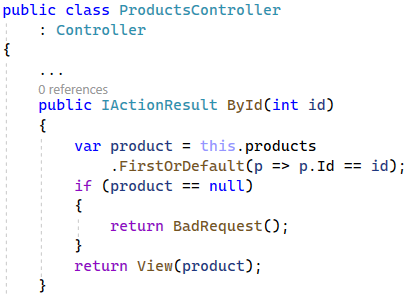 public class ProductsController
    : Controller
{
    ...
    0 references
    public IActionResult ById(int id)
    {
        var product = this.products
            .FirstOrDefault(p => p.Id == id);
        if (product == null)
        {
            return BadRequest();
        }
        return View(product);
    }